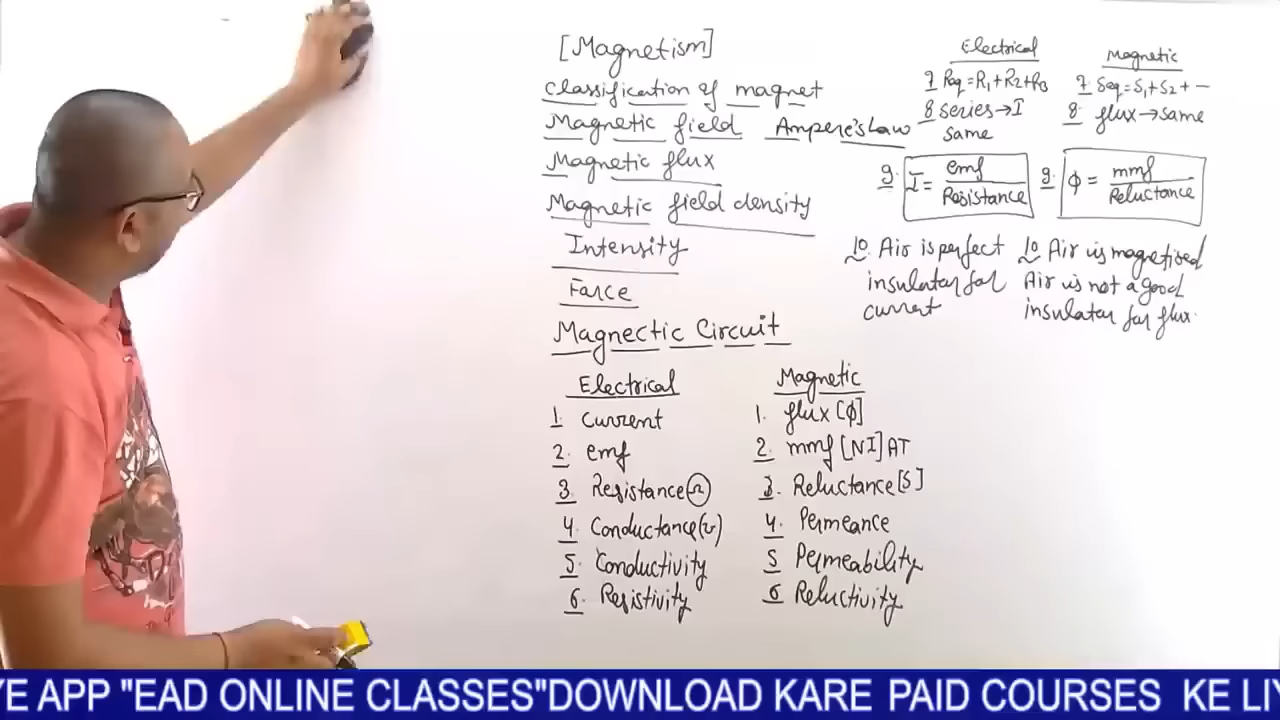 [Magnetism]
classification of magnet
Magnetic field Ampere's Law
Magnetic flux
Magnetic field density
Intensity
Farce
Magnectic Circuit
Electrical
1. Current
2. emf
3. Resistance(Ω)
4. Conductance(℧)
5. Conductivity
6. Resistivity
Magnetic
1. flux [ϕ]
2. mmf [NI] AT
3. Reluctance [S]
4. Permeance
5 Permeability
6 Reluctivity
Electrical
7 Req = R1+R2+R3
8 series→I
same
9. I = emf / Resistance
10. Air is perfect
insulator for
current
Magnetic
7 Seq = S1+S2+--
8. flux→same
9. ϕ = mmf / Reluctance
10 Air is magnetised
Air is not a good
insulator for flux.
YE APP "EAD ONLINE CLASSES"DOWNLOAD KARE PAID COURSES KE LIY